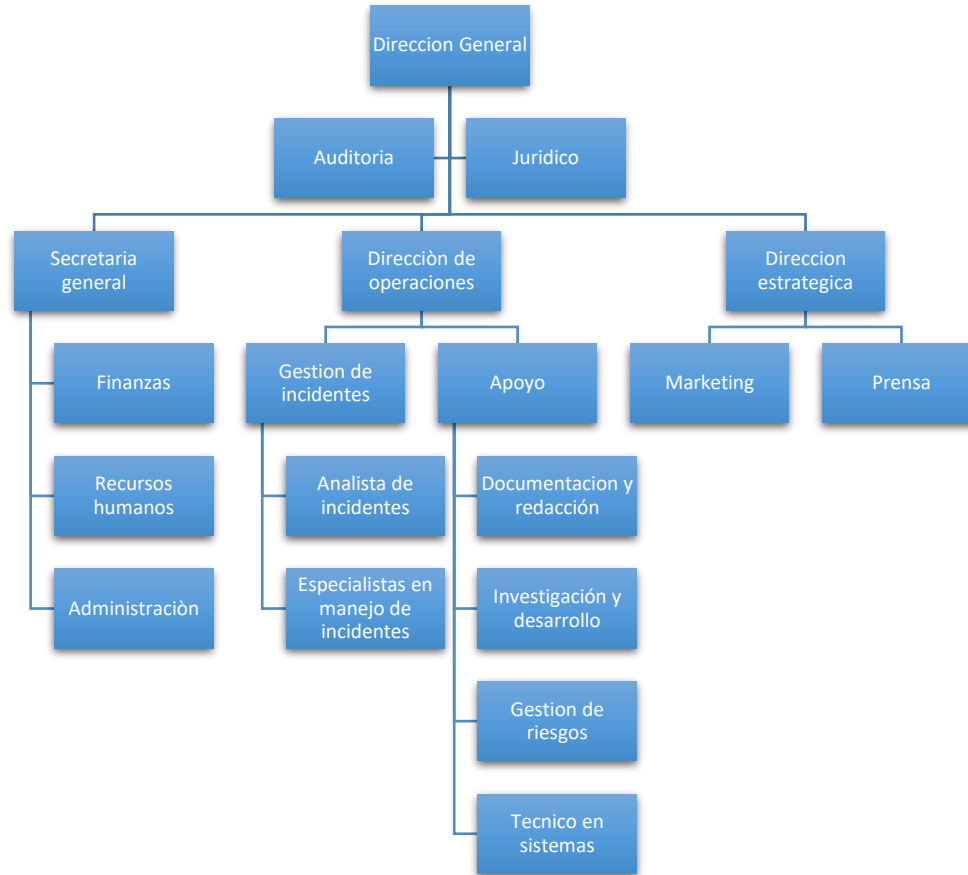 Direccion General
Auditoria
Juridico
Secretaria
general
Direcciòn de
operaciones
Direccion
estrategica
Finanzas
Gestion de
incidentes
Apoyo
Marketing
Prensa
Recursos
humanos
Analista de
incidentes
Documentacion y
redacción
Administraciòn
Especialistas en
manejo de
incidentes
Investigación y
desarrollo
Gestion de
riesgos
Tecnico en
sistemas